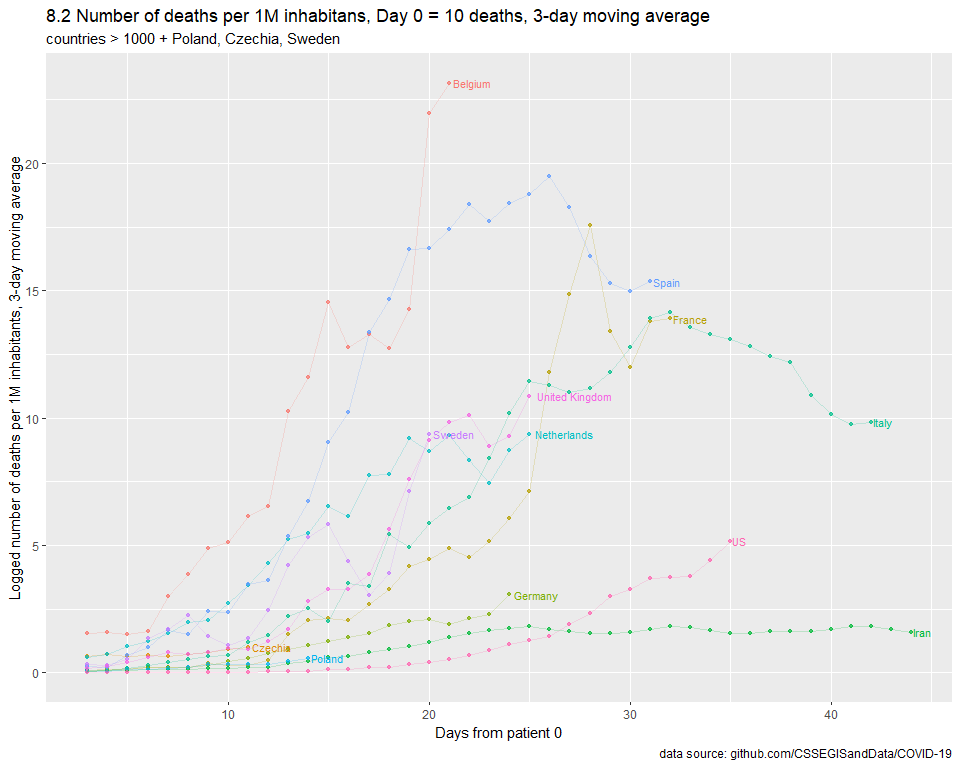 8.2 Number of deaths per 1M inhabitans, Day 0 = 10 deaths, 3-day moving average
countries > 1000 + Poland, Czechia, Sweden
Logged number of deaths per 1M inhabitants, 3-day moving average
20
15
10
5
0
Belgium
Spain
France
United Kingdom
Sweden
Netherlands
Italy
US
Germany
Czechia
Poland
Iran
10
20
30
40
Days from patient 0
data source: github.com/CSSEGISandData/COVID-19